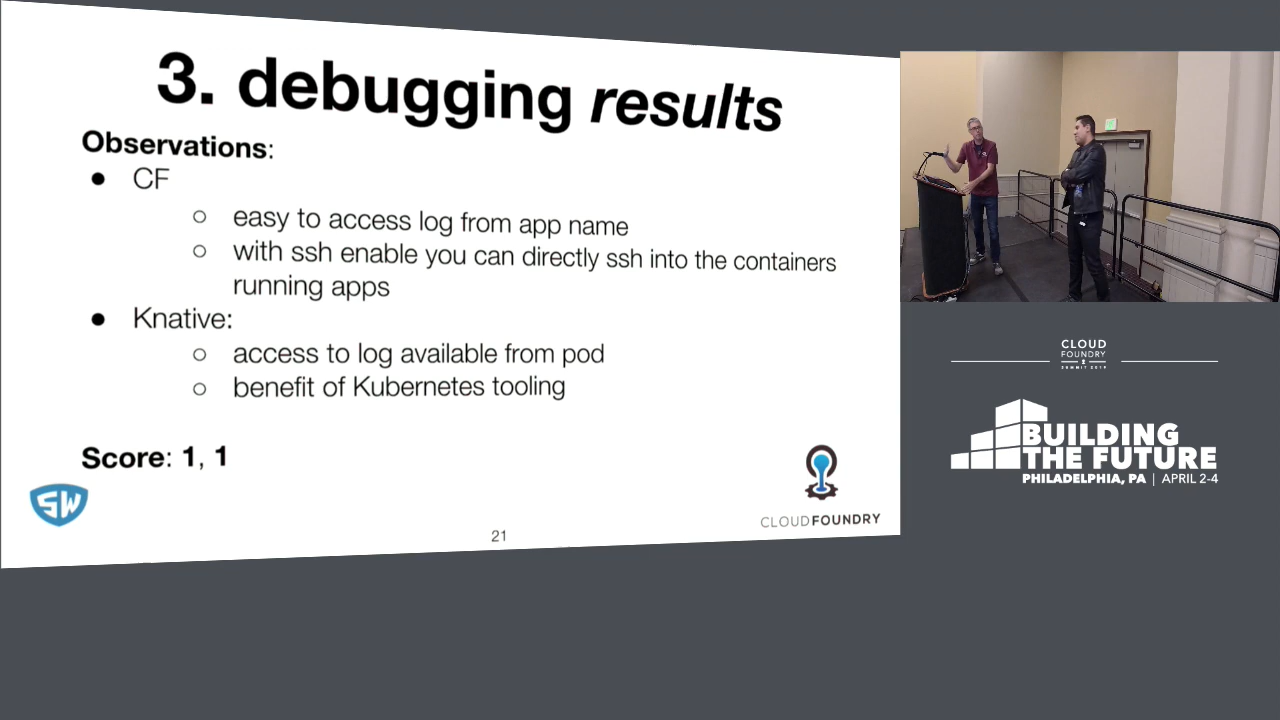 3. debugging results
Observations:
● CF
○ easy to access log from app name
○ with ssh enable you can directly ssh into the containers
running apps
● Knative:
○ access to log available from pod
○ benefit of Kubernetes tooling
Score: 1, 1
SW
21
CLOUDFOUNDRY
CLOUD
FOUNDRY
SUMMIT 2019
BUILDING
THE FUTURE
PHILADELPHIA, PA | APRIL 2-4